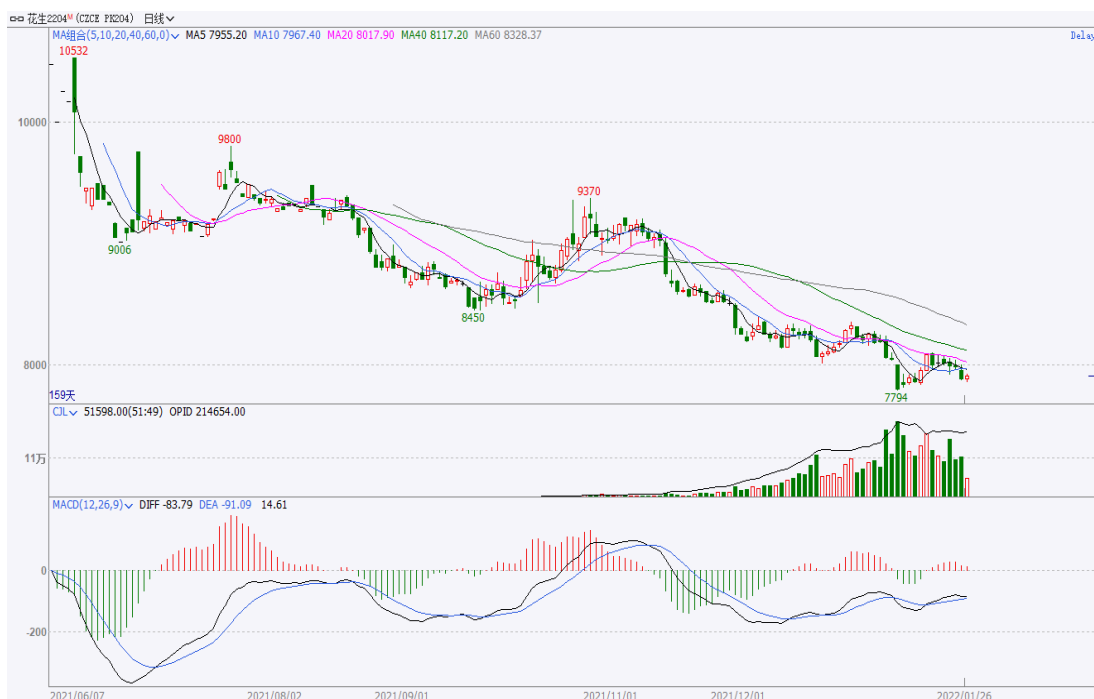 花生2204M (CZCE PK204) 日线
MA组合(5,10,20,40,60,0) MA5 7955.20 MA10 7967.40 MA20 8017.90 MA40 8117.20 MA60 8328.37
Delay
10532
10000
9800
9370
9006
8450
8000
7794
159天
CJL 51598.00(51:49) OPID 214654.00
11万
MACD(12,26,9) DIFF -83.79 DEA -91.09 14.61
0
-200
2021/06/07 2021/08/02 2021/09/01 2021/11/01 2021/12/01 2022/01/26